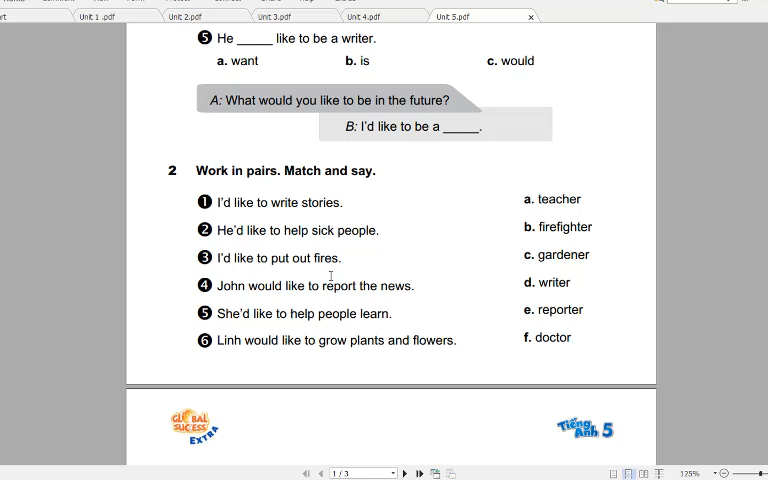 Unit 1 .pdf
Unit 2.pdf
Unit 3.pdf
Unit 4.pdf
Unit 5.pdf
5 He _____ like to be a writer.
a. want b. is c. would
A: What would you like to be in the future?
B: I'd like to be a _____.
2 Work in pairs. Match and say.
1 I'd like to write stories. a. teacher
2 He'd like to help sick people. b. firefighter
3 I'd like to put out fires. c. gardener
4 John would like to report the news. d. writer
5 She'd like to help people learn. e. reporter
6 Linh would like to grow plants and flowers. f. doctor
GLOBAL
SUCCESS
EXTRA
Tiếng
Anh 5
1 / 3
125%